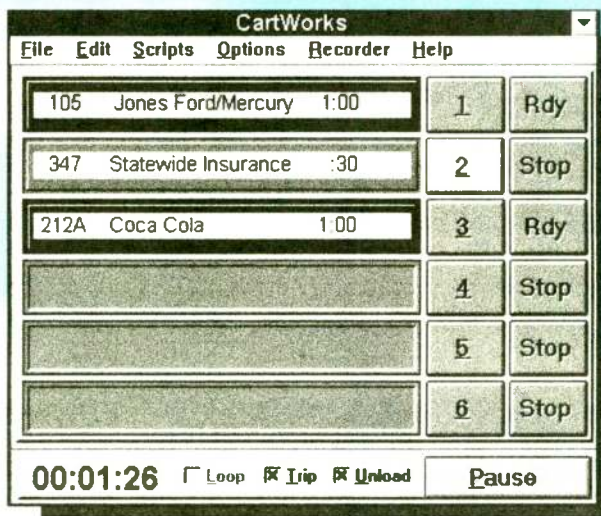 CartWorks
File Edit Scripts Options Recorder Help
105 Jones Ford/Mercury 1:00 1 Rdy
347 Statewide Insurance :30 2 Stop
212A Coca Cola 1:00 3 Rdy
4 Stop
5 Stop
6 Stop
00:01:26 Loop Trip Unload Pause